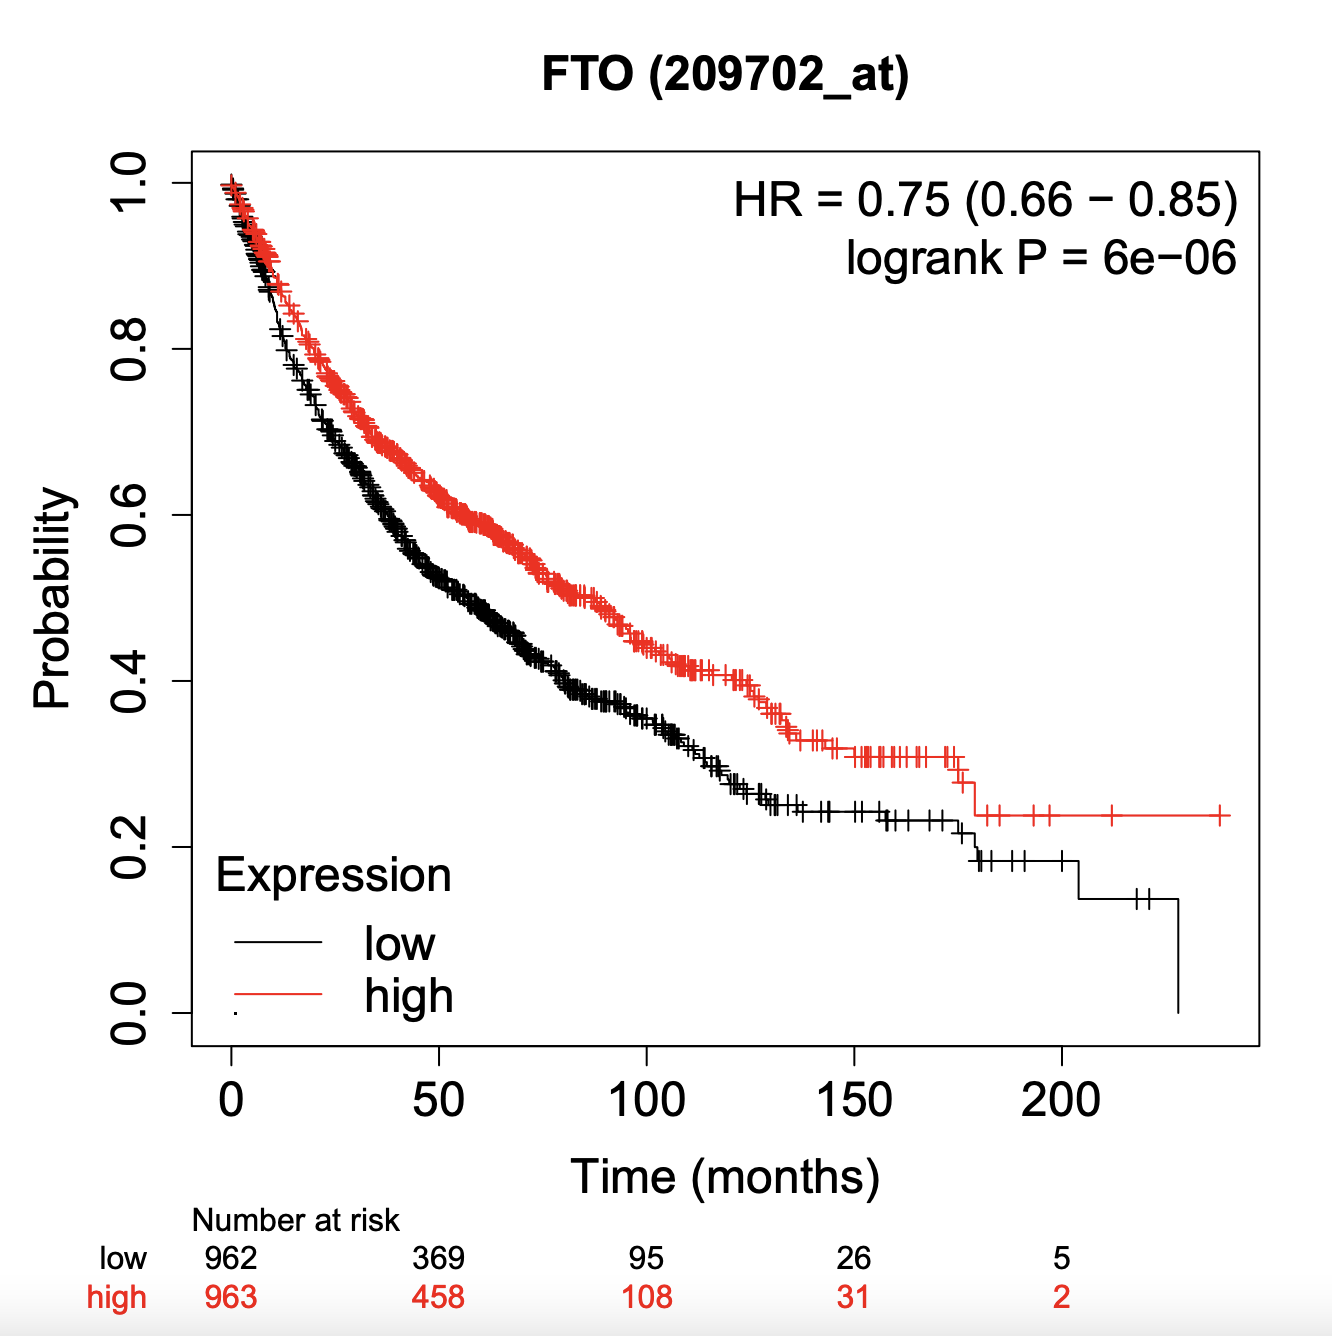 FTO (209702_at)
HR = 0.75 (0.66 − 0.85)
logrank P = 6e−06
Probability
1.0
0.8
0.6
0.4
0.2
0.0
Expression
low
high
0 50 100 150 200
Time (months)
Number at risk
low 962 369 95 26 5
high 963 458 108 31 2